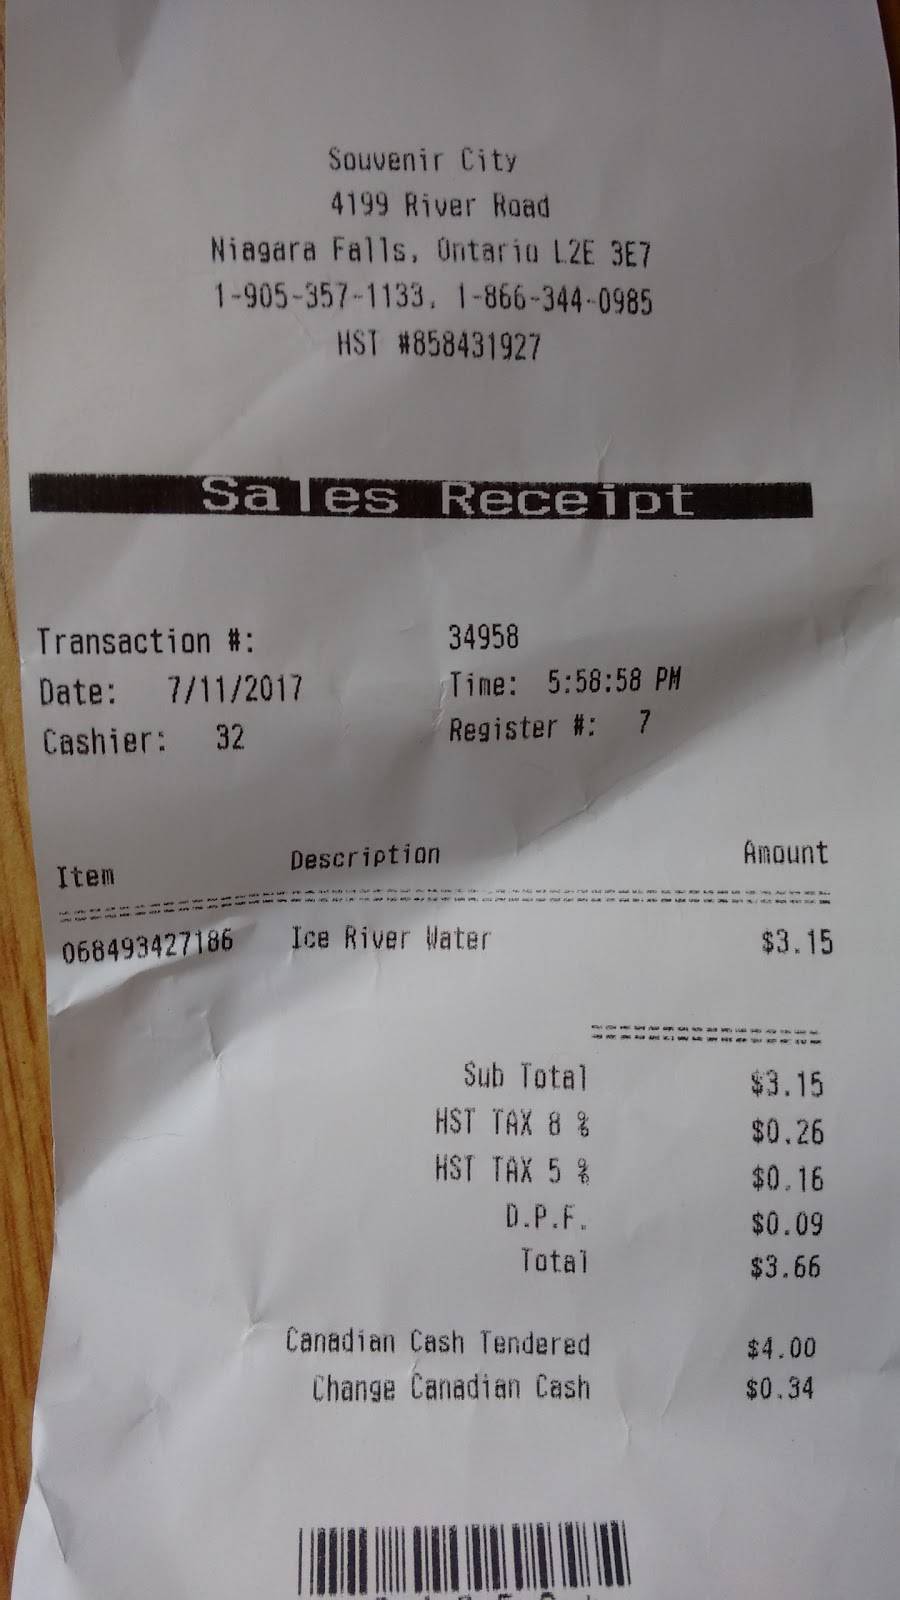 Souvenir City
4199 River Road
Niagara Falls, Ontario L2E 3E7
1-905-357-1133, 1-866-344-0985
HST #858431927
Sales Receipt
Transaction #: 34958
Date: 7/11/2017 Time: 5:58:58 PM
Cashier: 32 Register #: 7
Item Description Amount
068493427186 Ice River Water $3.15
Sub Total $3.15
HST TAX 8 % $0.26
HST TAX 5 % $0.16
D.P.F. $0.09
Total $3.66
Canadian Cash Tendered $4.00
Change Canadian Cash $0.34